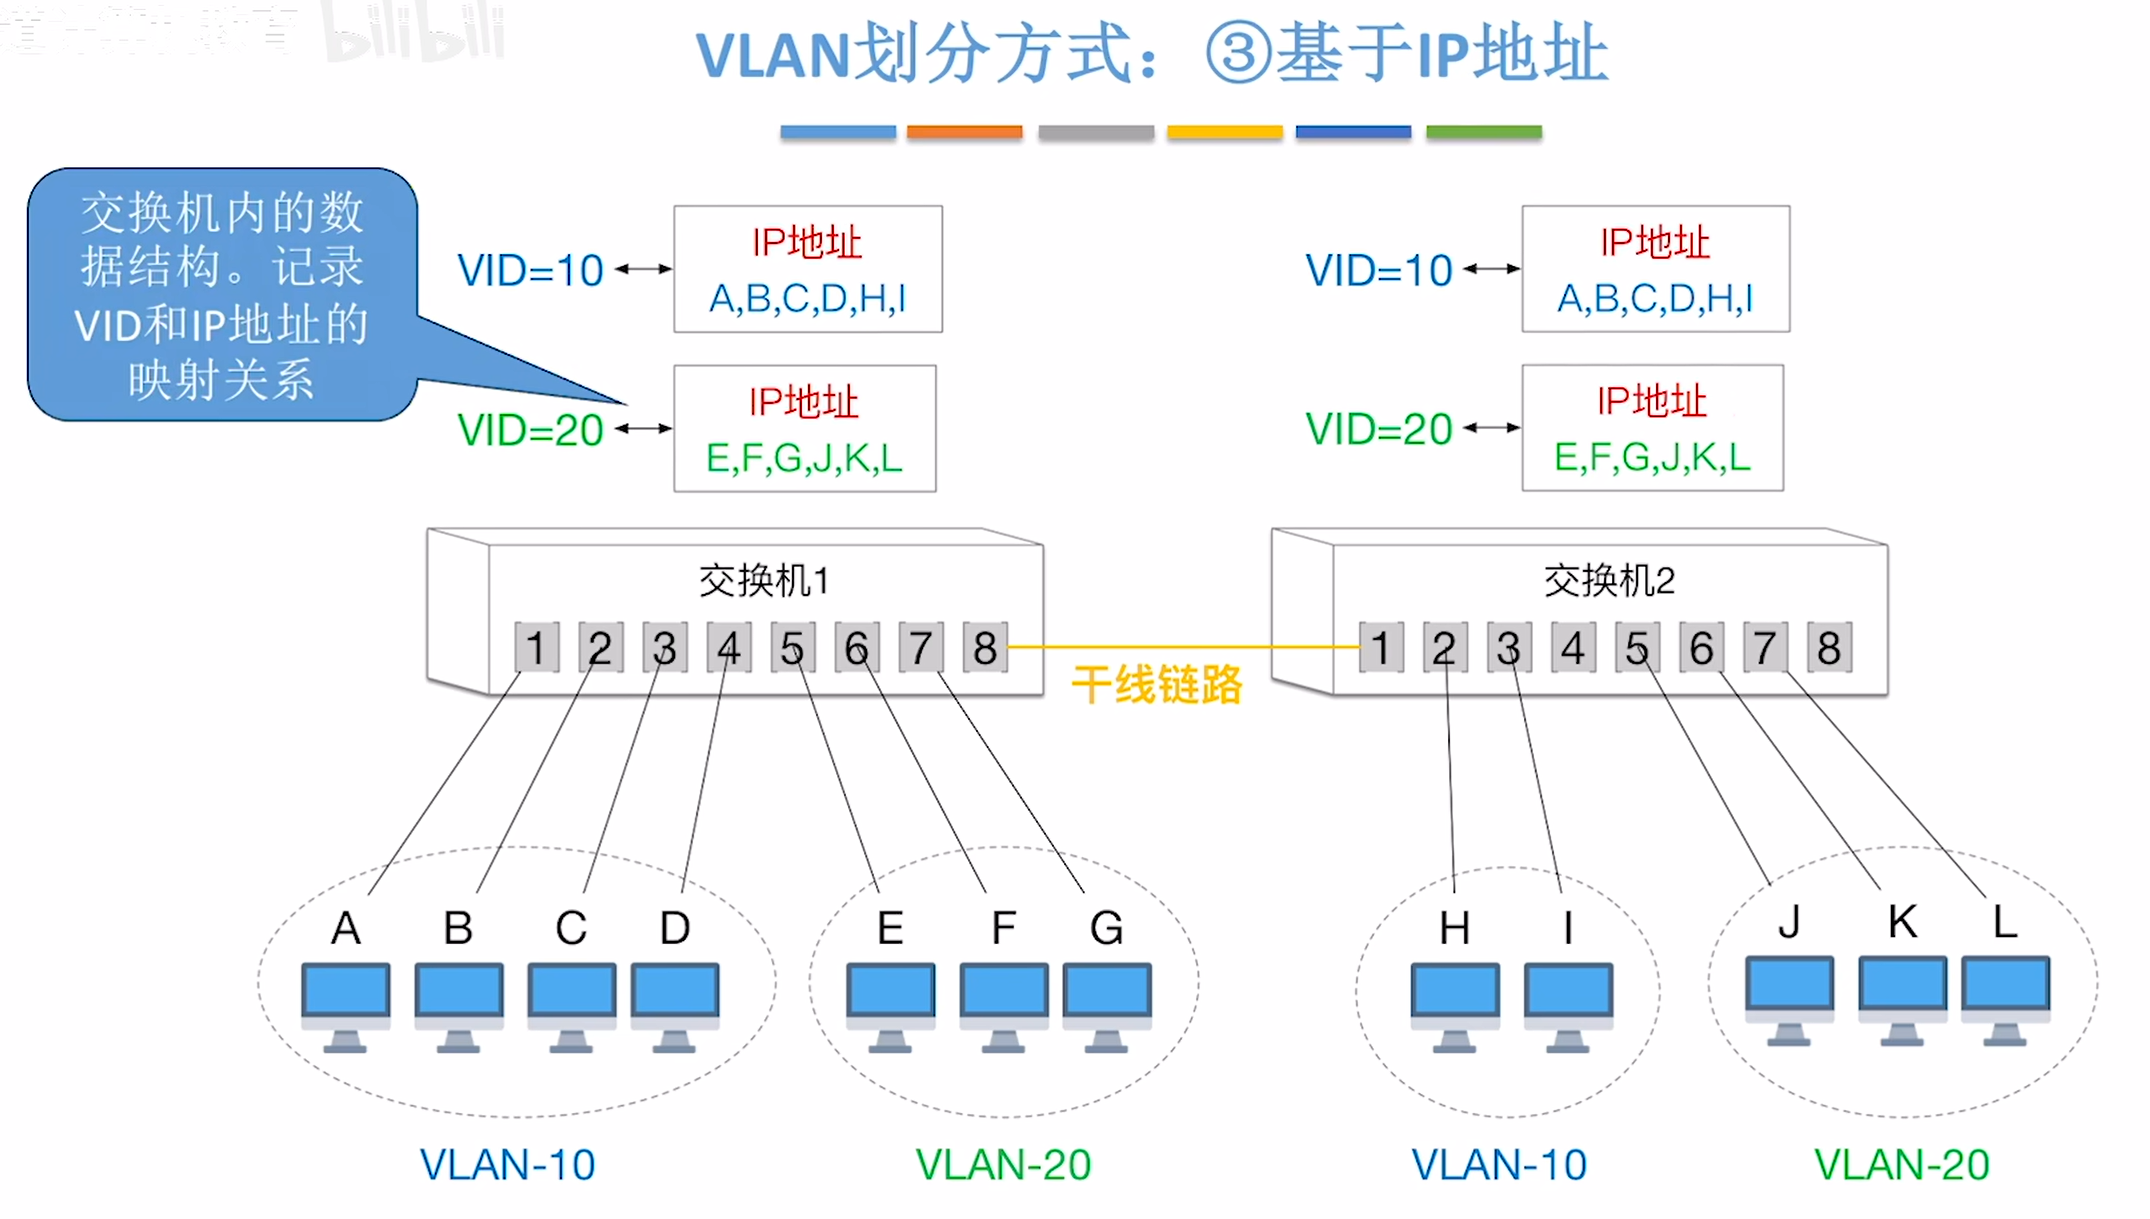 bilibili
VLAN划分方式：③基于IP地址
交换机内的数
据结构。记录
VID和IP地址的
映射关系
VID=10
IP地址
A,B,C,D,H,I
VID=20
IP地址
E,F,G,J,K,L
VID=10
IP地址
A,B,C,D,H,I
VID=20
IP地址
E,F,G,J,K,L
交换机1
1 2 3 4 5 6 7 8
干线链路
交换机2
1 2 3 4 5 6 7 8
A B C D
E F G
H I
J K L
VLAN-10
VLAN-20
VLAN-10
VLAN-20